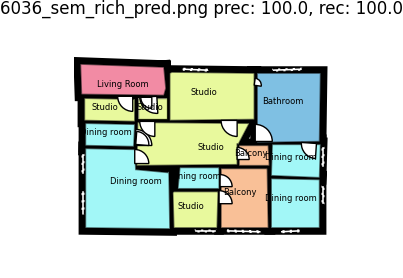 6036_sem_rich_pred.png prec: 100.0, rec: 100.0
Living Room
Studio
Bathroom
Studio
Studio
Dining room
Studio
Balcony
Dining room
Dining room
Dining room
Balcony
Dining room
Studio